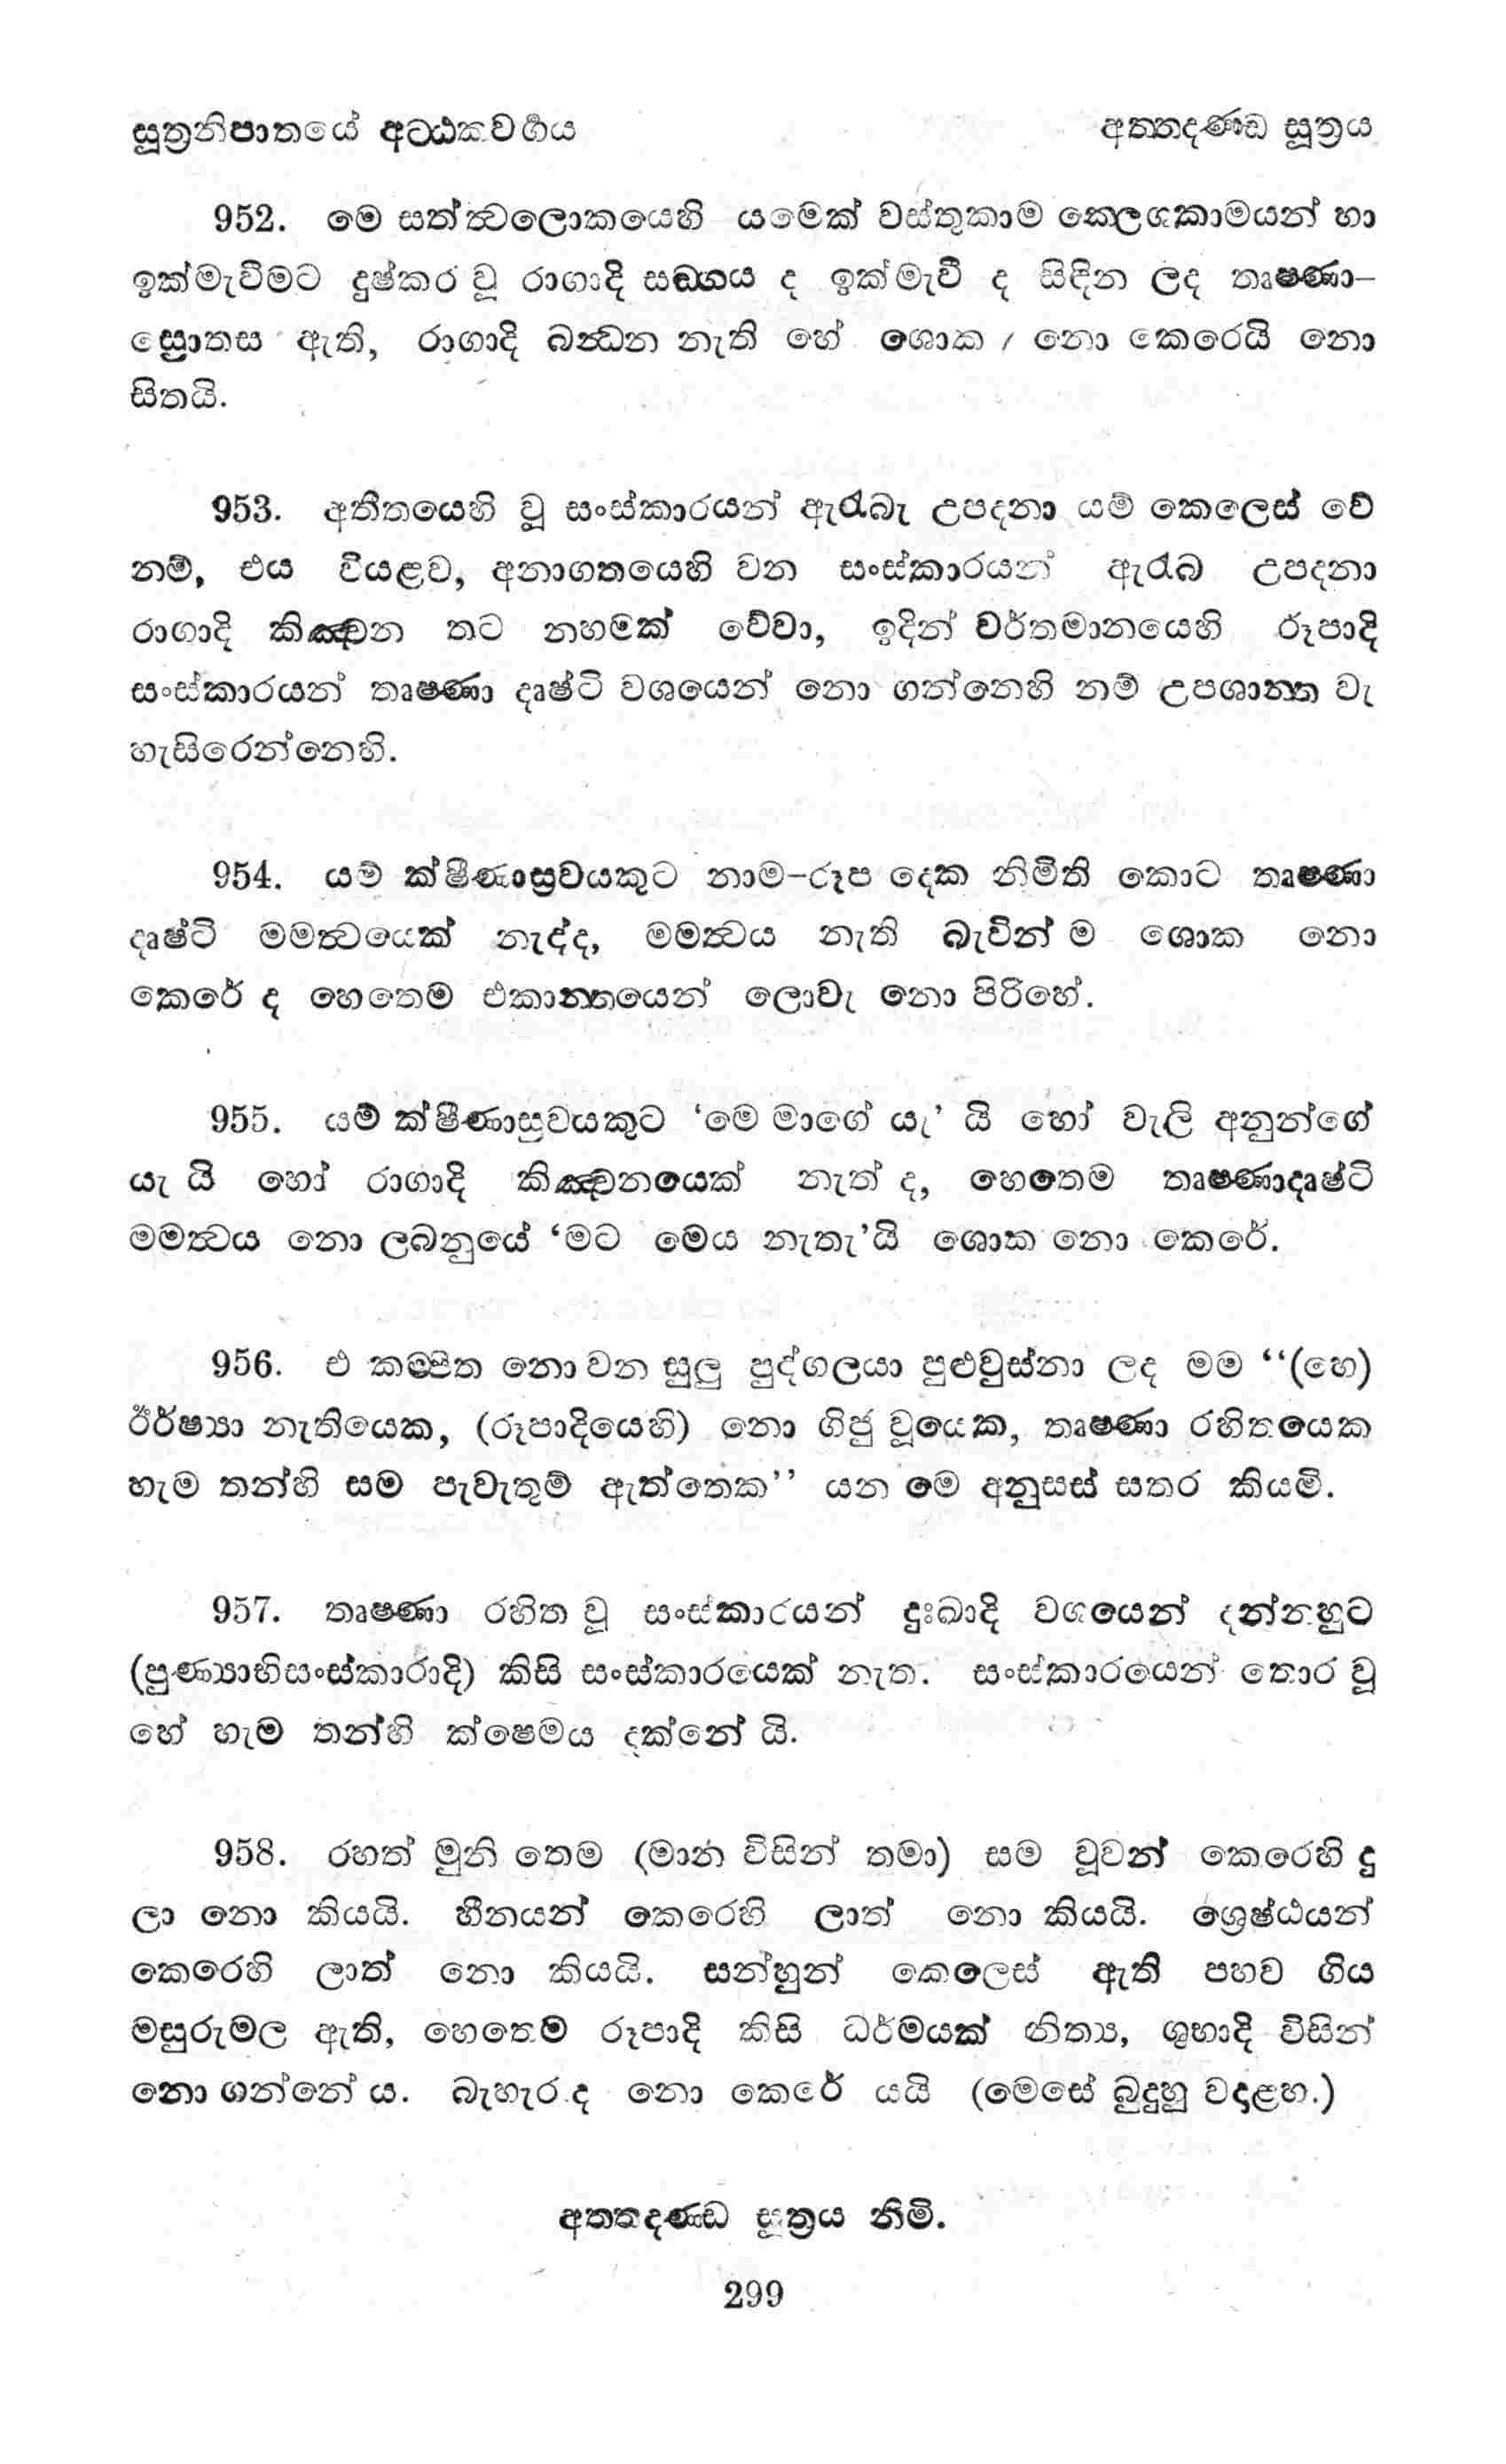 සූත්‍රනිපාතයේ අට්ඨකවර්‍ගය අත්තදණ්ඩ සූත්‍රය
952. මෙ සත්ත්‍වලොකයෙහි යමෙක් වස්තුකාම ක්ලෙශකාමයන් හා
ඉක්මැවීමට දුෂ්කර වූ රාගාදි සඞ්ගය ද ඉක්මැවී ද සිඳින ලද තෘෂ්ණා-
ස්‍රොතස ඇති, රාගාදි බන්‍ධන නැති හේ ශොක නො කෙරෙයි නො
සිතයි.
953. අතීතයෙහි වූ සංස්කාරයන් ඇරැබැ උපදනා යම් කෙලෙස් වේ
නම්, එය වියළව, අනාගතයෙහි වන සංස්කාරයන් ඇරැබ උපදනා
රාගාදි කිඤ්චන තට නහමක් වේවා, ඉදින් වර්තමානයෙහි රූපාදි
සංස්කාරයන් තෘෂ්ණා දෘෂ්ටි වශයෙන් නො ගන්නෙහි නම් උපශාන්ත වැ
හැසිරෙන්නෙහි.
954. යම් ක්ෂීණාස්‍රවයකුට නාම-රූප දෙක නිමිති කොට තෘෂ්ණා
දෘෂ්ටි මමත්‍වයෙක් නැද්ද, මමත්‍වය නැති බැවින් ම ශොක නො
කෙරේ ද හෙතෙම එකාන්තයෙන් ලොවැ නො පිරිහේ.
955. යම් ක්ෂීණාස්‍රවයකුට ‘මෙ මාගේ යැ’ යි හෝ වැලි අනුන්ගේ
යැ යි හෝ රාගාදි කිඤ්චනයෙක් නැත් ද, හෙතෙම තෘෂ්ණාදෘෂ්ටි
මමත්‍වය නො ලබනුයේ ‘මට මෙය නැතැ’යි ශොක නො කෙරේ.
956. එ කම්පිත නො වන සුලු පුද්ගලයා පුළුවුස්නා ලද මම “(හෙ)
ඊර්ෂ්‍යා නැතියෙක, (රූපාදියෙහි) නො ගිජු වූයෙක, තෘෂ්ණා රහිතයෙක
හැම තන්හි සම පැවැතුම් ඇත්තෙක” යන මෙ අනුසස් සතර කියමි.
957. තෘෂ්ණා රහිත වූ සංස්කාරයන් දුඃඛාදි වශයෙන් දන්නහුට
(පුණ්‍යාභිසංස්කාරාදි) කිසි සංස්කාරයෙක් නැත. සංස්කාරයෙන් තොර වූ
හේ හැම තන්හි ක්ෂෙමය දක්නේ යි.
958. රහත් මුනි තෙම (මාන විසින් තමා) සම වූවන් කෙරෙහි දු
ලා නො කියයි. හීනයන් කෙරෙහි ලාත් නො කියයි. ශ්‍රෙෂ්ඨයන්
කෙරෙහි ලාත් නො කියයි. සන්හුන් කෙලෙස් ඇති පහව ගිය
මසුරුමල ඇති, හෙතෙම රූපාදි කිසි ධර්මයක් නිත්‍ය, ශුභාදි විසින්
නො ගන්නේ ය. බැහැර ද නො කෙරේ යයි (මෙසේ බුදුහු වදාළහ.)
අත්තදණ්ඩ සූත්‍රය නිමි.
299